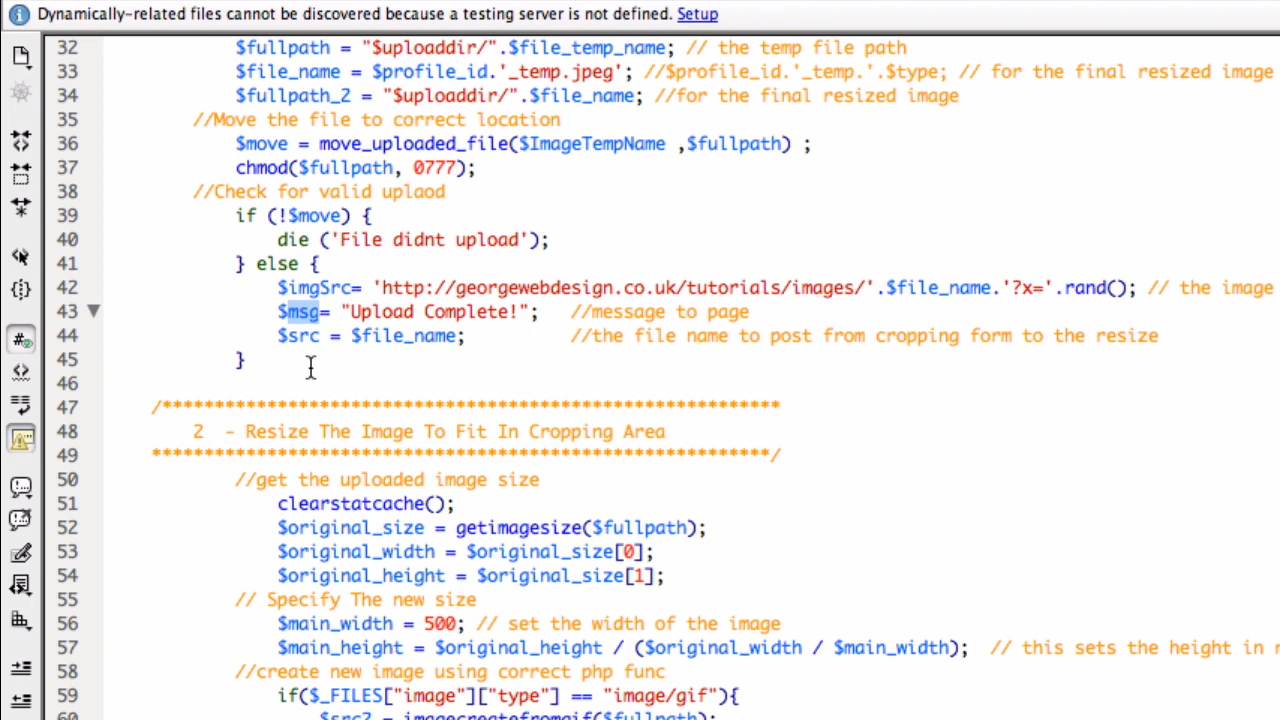 Dynamically-related files cannot be discovered because a testing server is not defined. Setup
32 $fullpath = "$uploaddir/".$file_temp_name; // the temp file path
33 $file_name = $profile_id.'_temp.jpeg'; //$profile_id.'_temp.'.$type; // for the final resized image
34 $fullpath_2 = "$uploaddir/".$file_name; //for the final resized image
35 //Move the file to correct location
36 $move = move_uploaded_file($ImageTempName ,$fullpath) ;
37 chmod($fullpath, 0777);
38 //Check for valid uplaod
39 if (!$move) {
40 die ('File didnt upload');
41 } else {
42 $imgSrc= 'http://georgewebdesign.co.uk/tutorials/images/'.$file_name.'?x='.rand(); // the image
43 $msg= "Upload Complete!"; //message to page
44 $src = $file_name; //the file name to post from cropping form to the resize
45 }
46
47 /***********************************************************
48 2 - Resize The Image To Fit In Cropping Area
49 ***********************************************************/
50 //get the uploaded image size
51 clearstatcache();
52 $original_size = getimagesize($fullpath);
53 $original_width = $original_size[0];
54 $original_height = $original_size[1];
55 // Specify The new size
56 $main_width = 500; // set the width of the image
57 $main_height = $original_height / ($original_width / $main_width); // this sets the height in
58 //create new image using correct php func
59 if($_FILES["image"]["type"] == "image/gif"){
60 $src2 = imagecreatefromgif($fullpath);